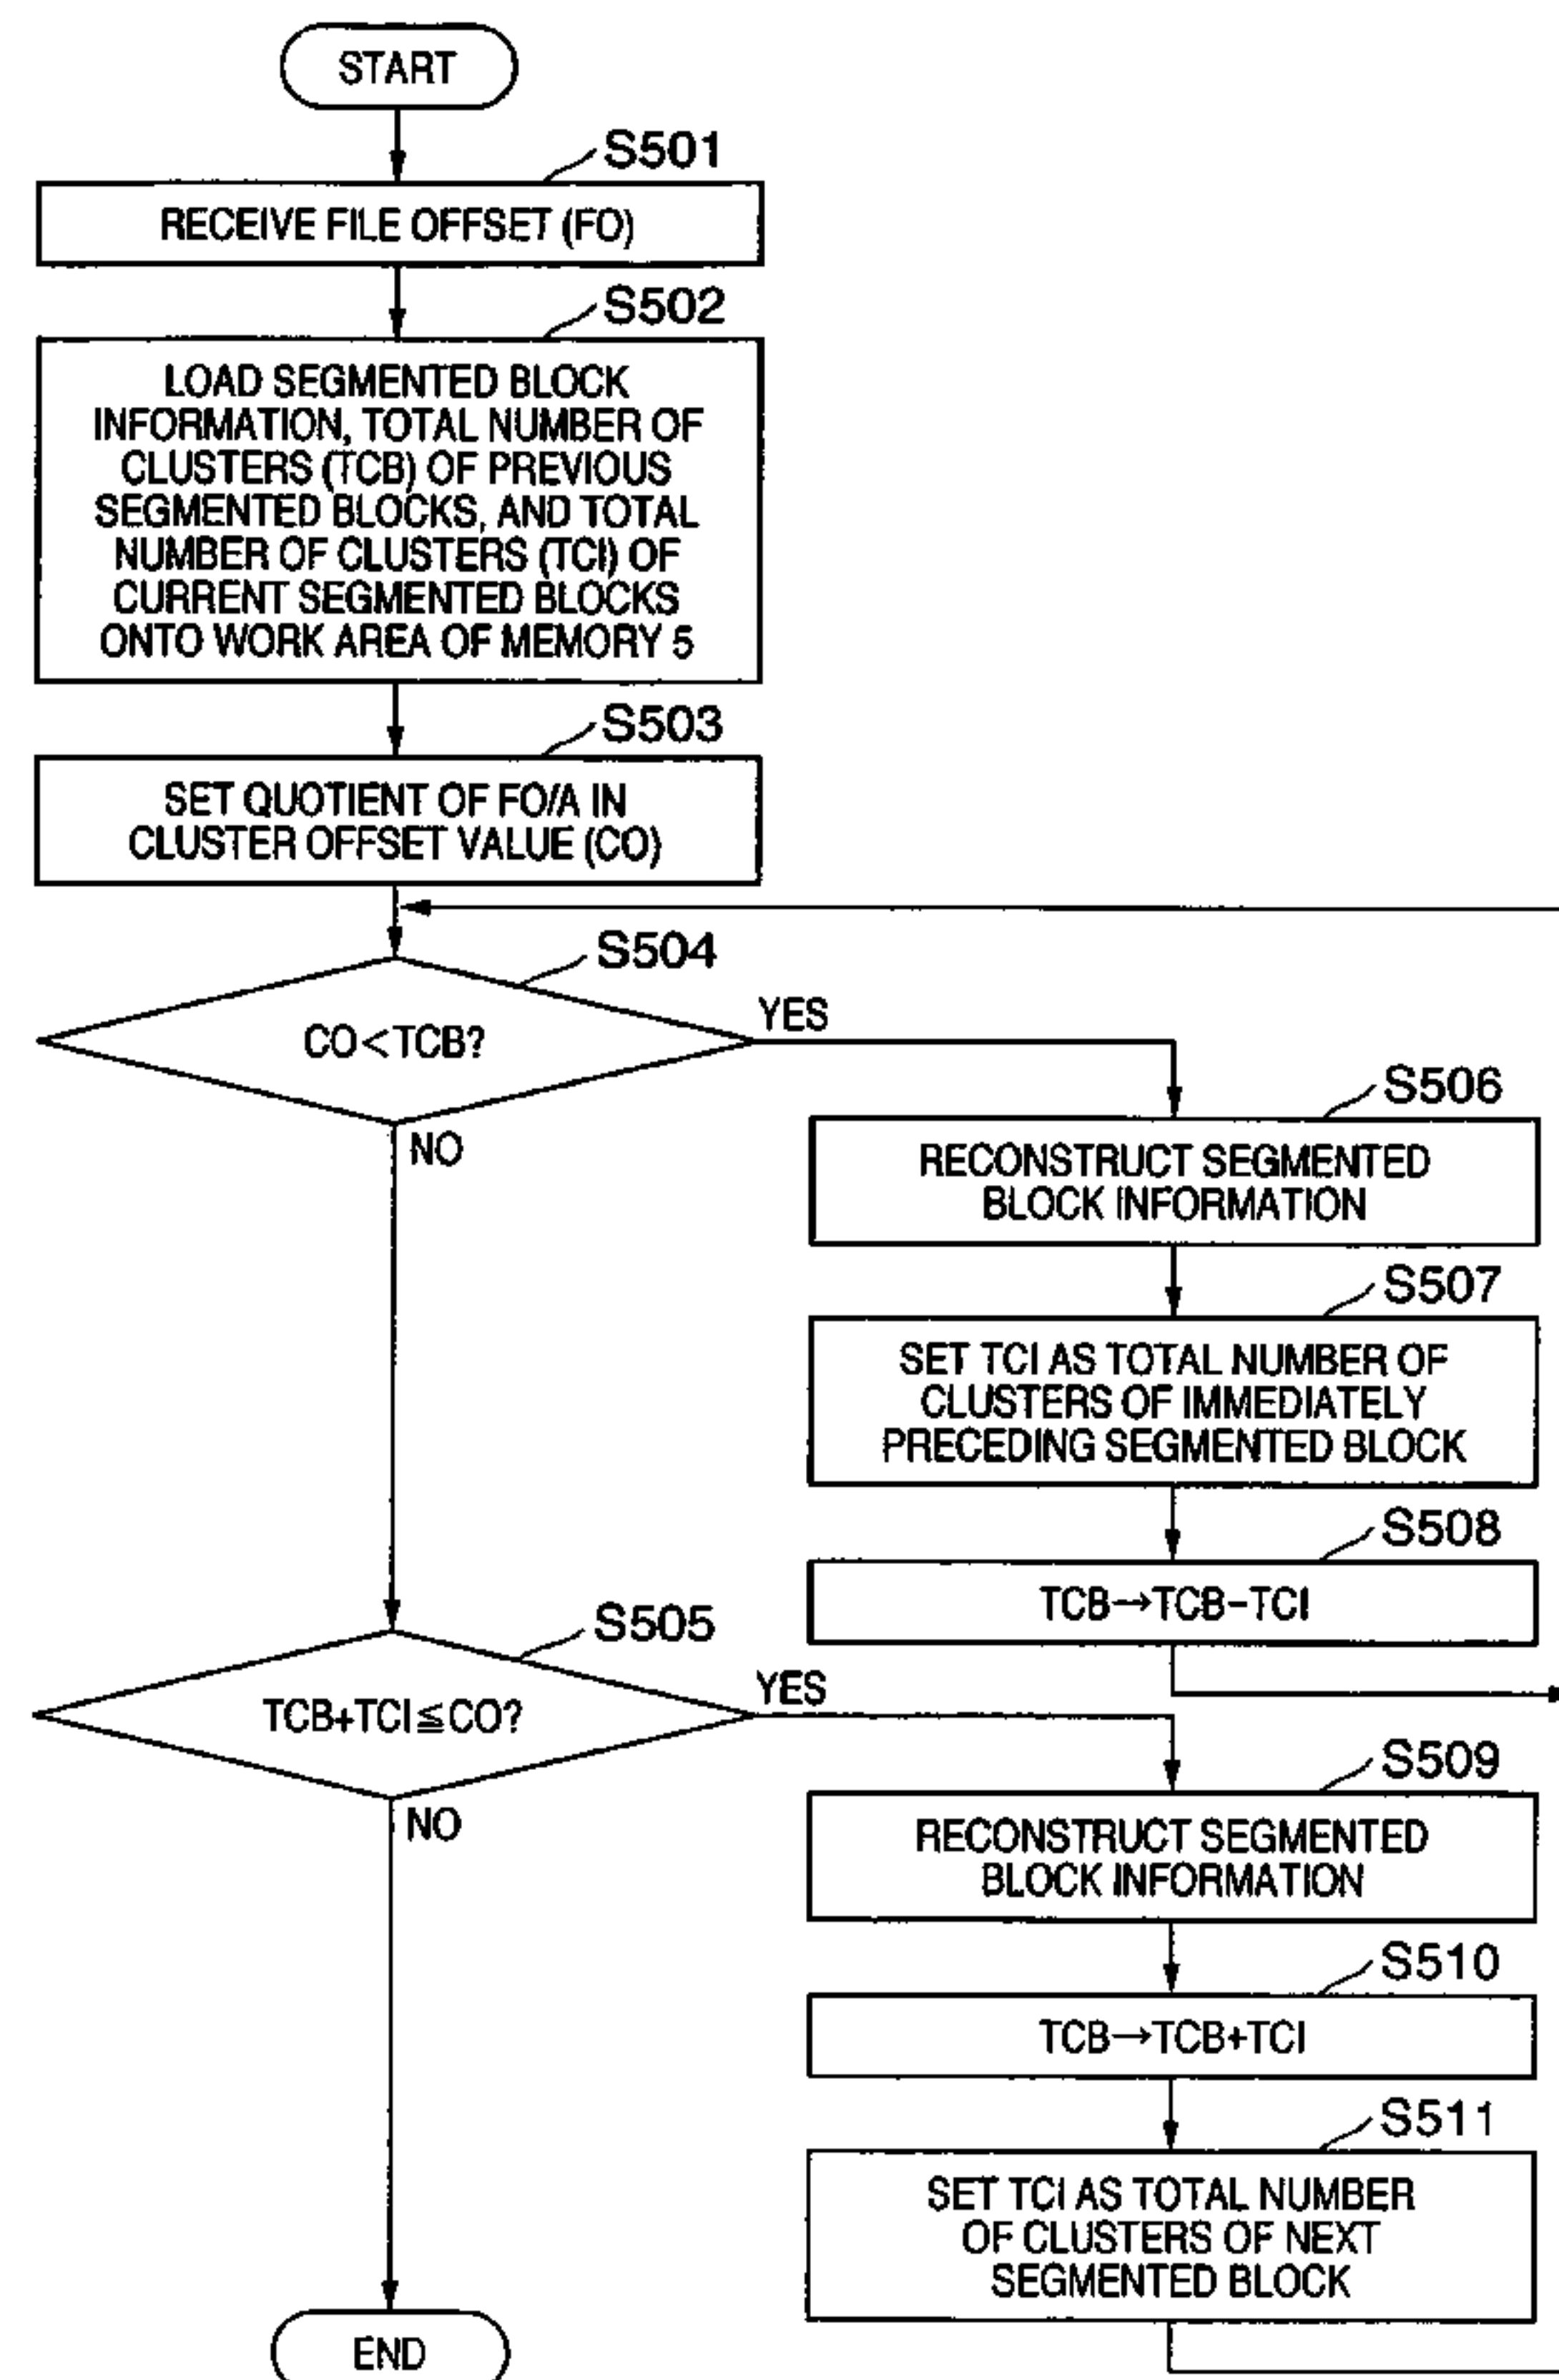 START
S501
RECEIVE FILE OFFSET (FO)
S502
LOAD SEGMENTED BLOCK
INFORMATION, TOTAL NUMBER OF
CLUSTERS (TCB) OF PREVIOUS
SEGMENTED BLOCKS, AND TOTAL
NUMBER OF CLUSTERS (TCI) OF
CURRENT SEGMENTED BLOCKS
ONTO WORK AREA OF MEMORY 5
S503
SET QUOTIENT OF FO/A IN
CLUSTER OFFSET VALUE (CO)
S504
CO<TCB?
YES
NO
S506
RECONSTRUCT SEGMENTED
BLOCK INFORMATION
S507
SET TCI AS TOTAL NUMBER OF
CLUSTERS OF IMMEDIATELY
PRECEDING SEGMENTED BLOCK
S508
TCB→TCB-TCI
S505
TCB+TCI≦CO?
YES
NO
S509
RECONSTRUCT SEGMENTED
BLOCK INFORMATION
S510
TCB→TCB+TCI
S511
SET TCI AS TOTAL NUMBER
OF CLUSTERS OF NEXT
SEGMENTED BLOCK
END